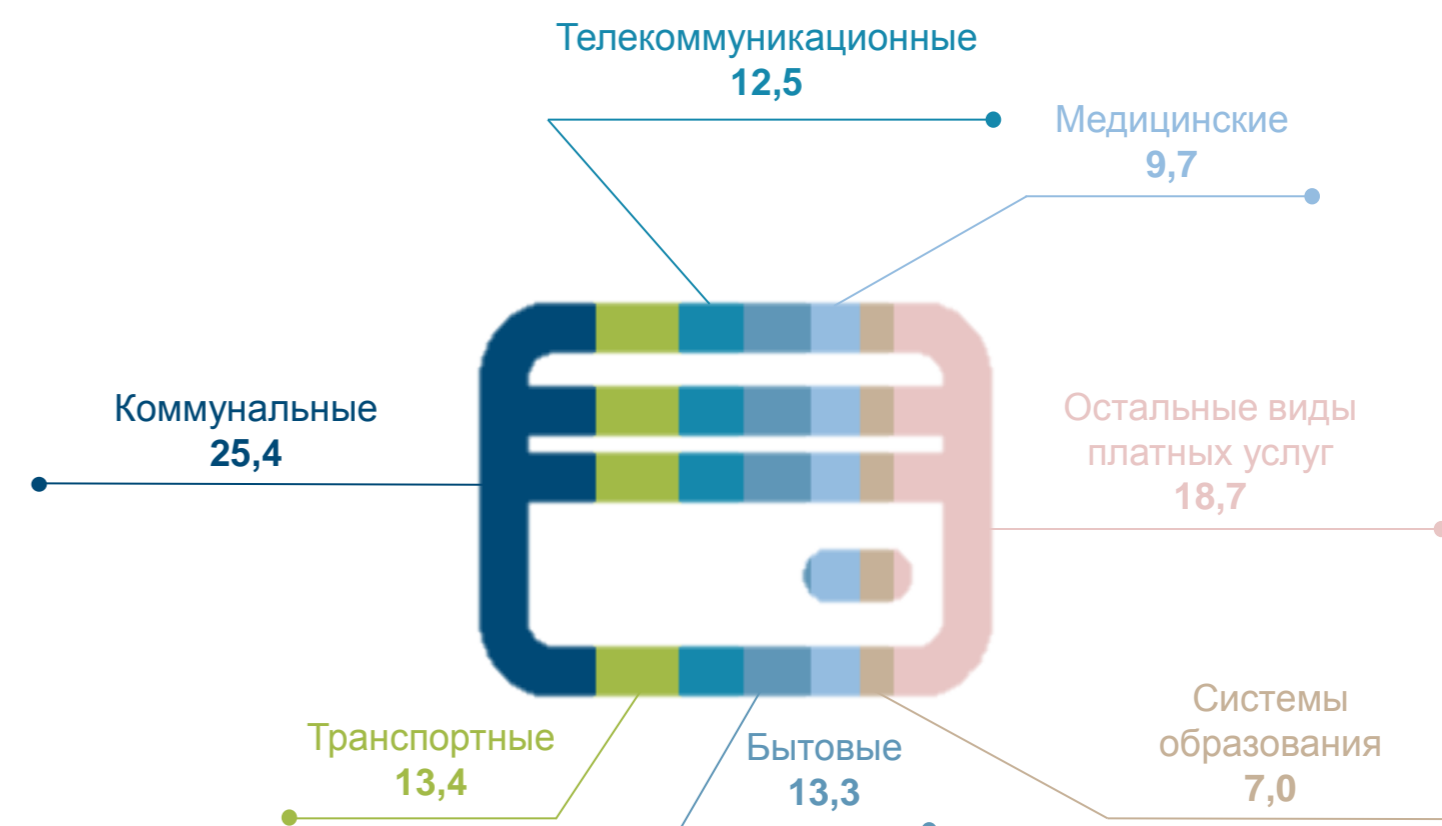 Телекоммуникационные
12,5
Медицинские
9,7
Коммунальные
25,4
Остальные виды
платных услуг
18,7
Транспортные
13,4
Бытовые
13,3
Системы
образования
7,0